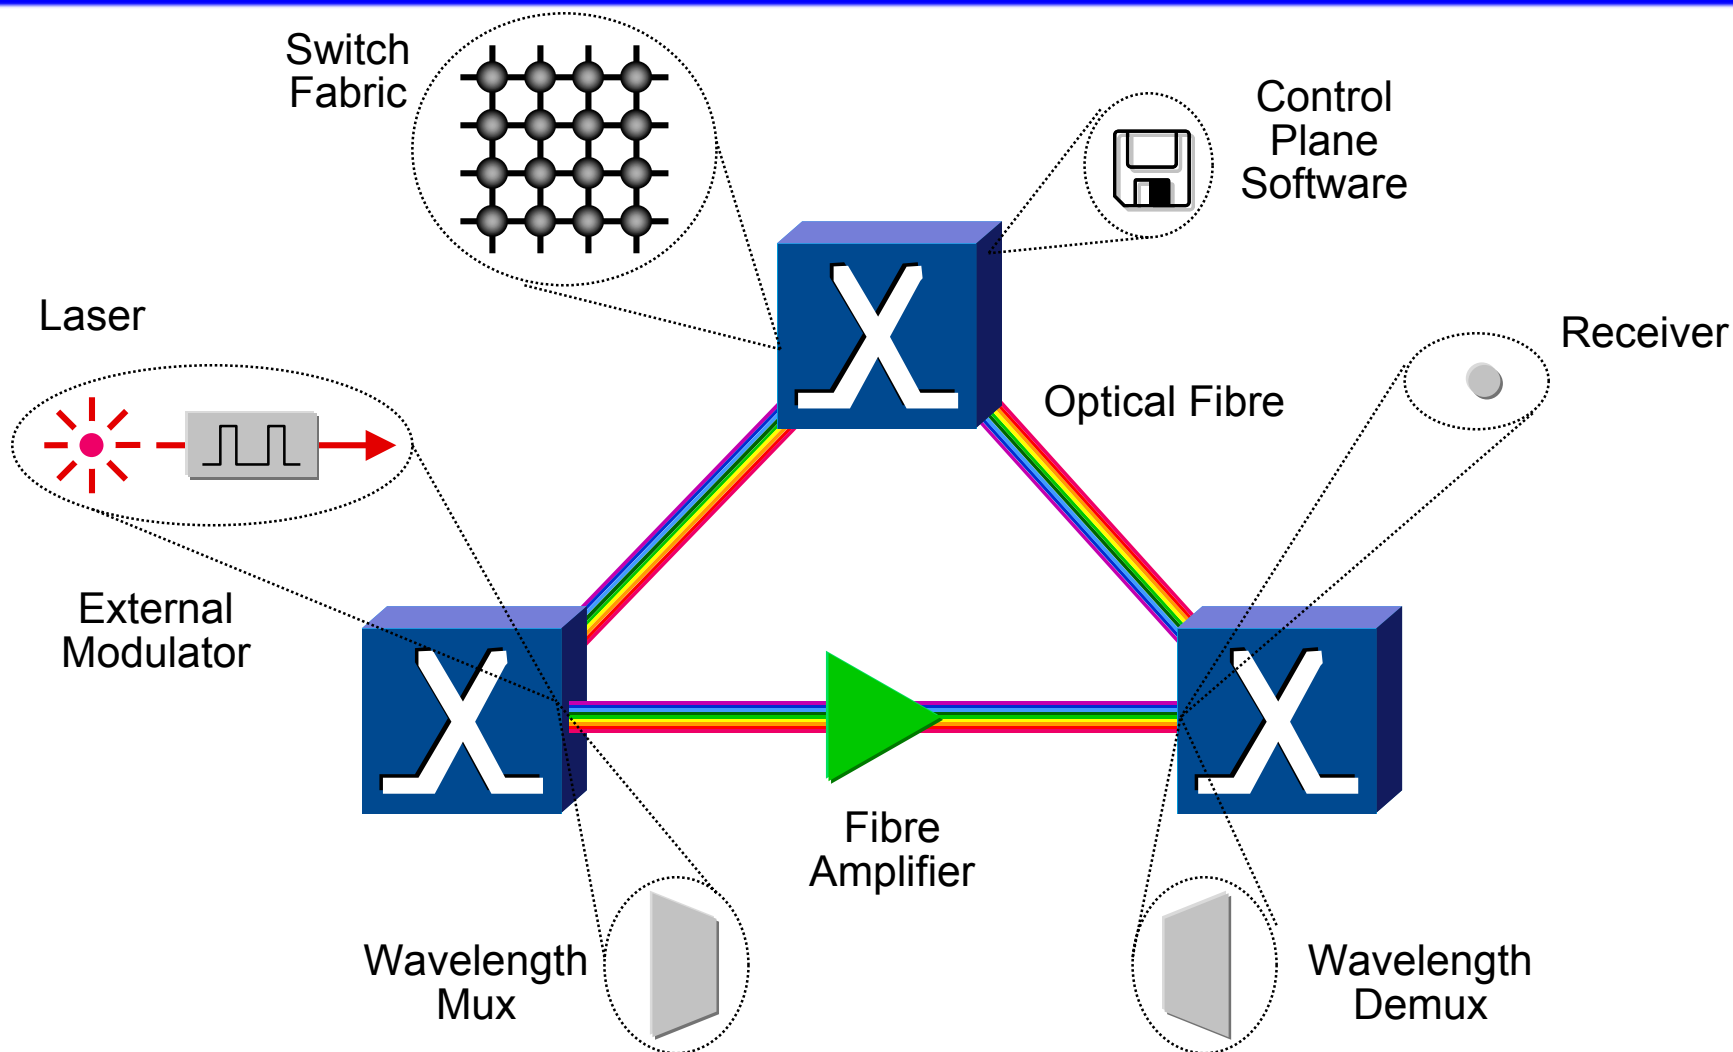 Switch
Fabric
Control
Plane
Software
Laser
Receiver
Optical Fibre
External
Modulator
Fibre
Amplifier
Wavelength
Mux
Wavelength
Demux